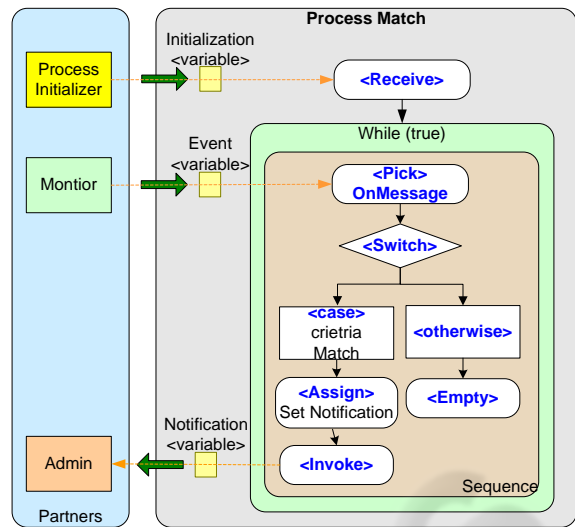 Process Match
Initialization
<variable>
Process
Initializer
<Receive>
While (true)
Event
<variable>
Montior
<Pick>
OnMessage
<Switch>
<case>
crietria
Match
<otherwise>
<Assign>
Set Notification
<Empty>
Notification
<variable>
Admin
<Invoke>
Sequence
Partners